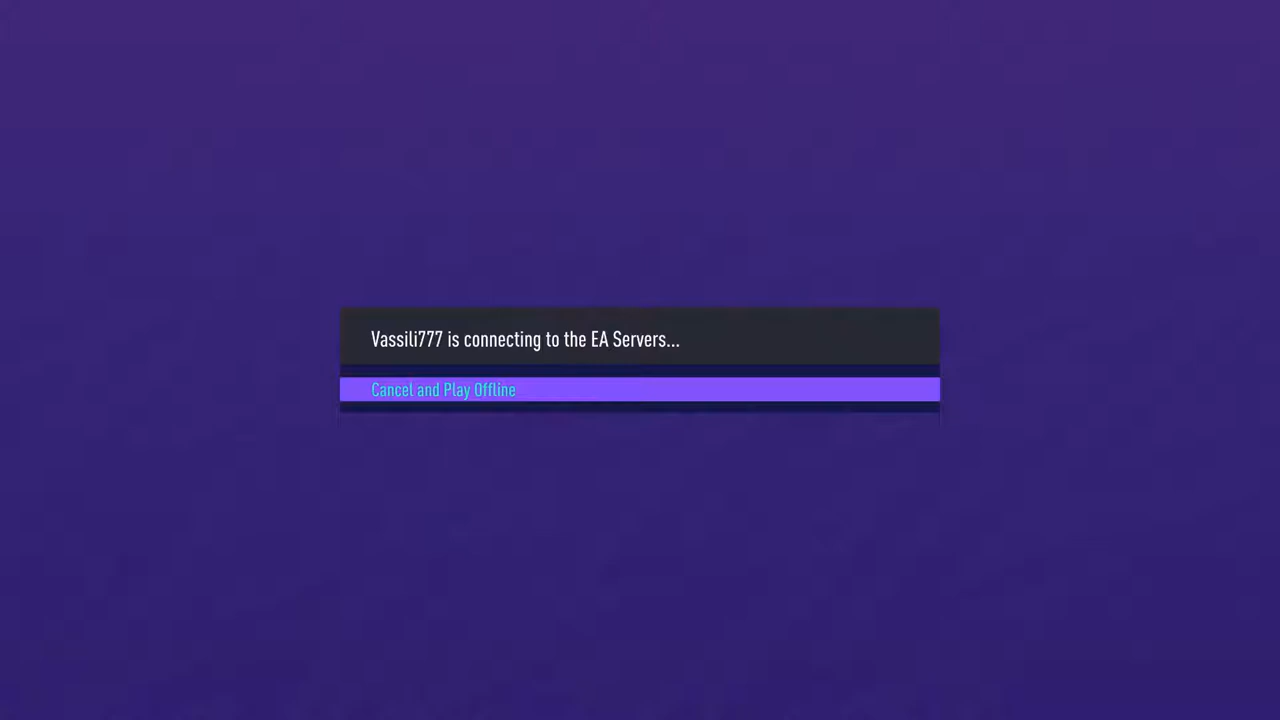 Vassili777 is connecting to the EA Servers...
Cancel and Play Offline